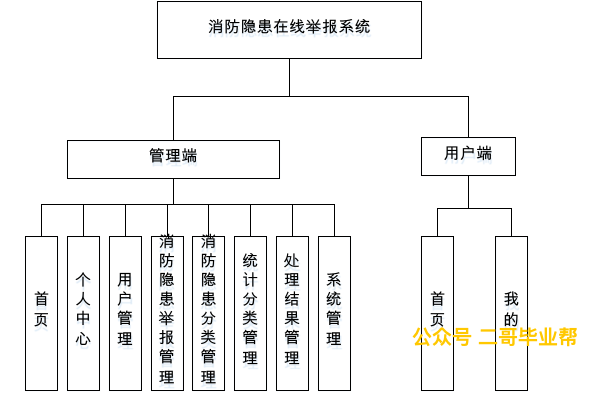 消防隐患在线举报系统
管理端
用户端
首页
个人中心
用户管理
消防隐患举报管理
消防隐患分类管理
统计分类管理
处理结果管理
系统管理
首页
我的
公众号 二哥毕业帮